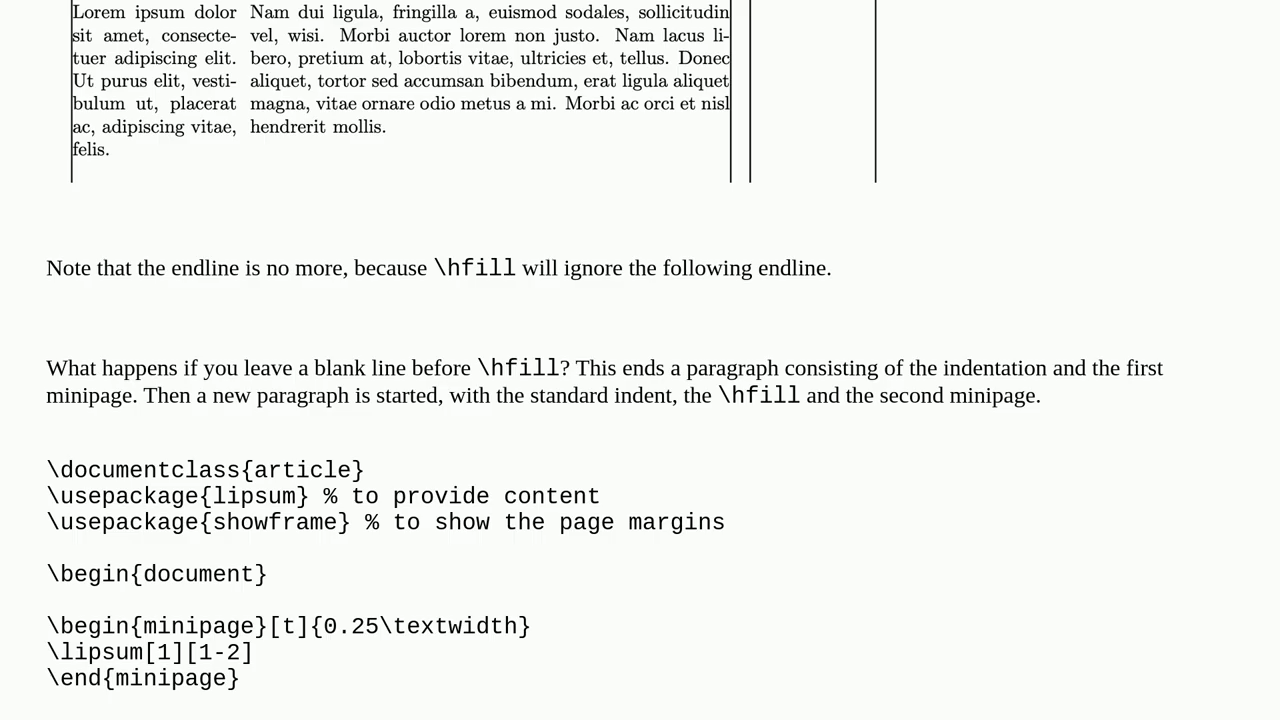 Lorem ipsum dolor
sit amet, consecte-
tuer adipiscing elit.
Ut purus elit, vesti-
bulum ut, placerat
ac, adipiscing vitae,
felis.
Nam dui ligula, fringilla a, euismod sodales, sollicitudin
vel, wisi. Morbi auctor lorem non justo. Nam lacus li-
bero, pretium at, lobortis vitae, ultricies et, tellus. Donec
aliquet, tortor sed accumsan bibendum, erat ligula aliquet
magna, vitae ornare odio metus a mi. Morbi ac orci et nisl
hendrerit mollis.
Note that the endline is no more, because \hfill will ignore the following endline.
What happens if you leave a blank line before \hfill? This ends a paragraph consisting of the indentation and the first
minipage. Then a new paragraph is started, with the standard indent, the \hfill and the second minipage.
\documentclass{article}
\usepackage{lipsum} % to provide content
\usepackage{showframe} % to show the page margins
\begin{document}
\begin{minipage}[t]{0.25\textwidth}
\lipsum[1][1-2]
\end{minipage}